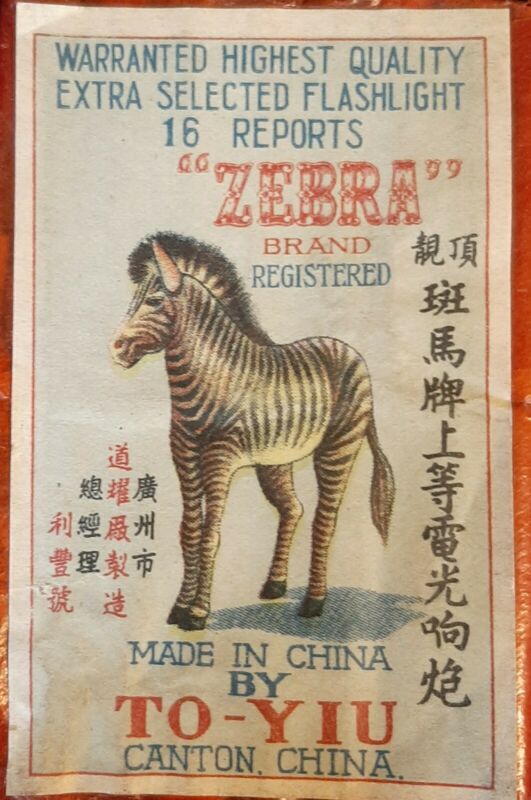 WARRANTED HIGHEST QUALITY
EXTRA SELECTED FLASHLIGHT
16 REPORTS
“ZEBRA”
BRAND
REGISTERED
頂靚
斑馬牌上等電光响炮
廣州市
道耀厰製造
總經理
利豐號
MADE IN CHINA
BY
TO-YIU
CANTON, CHINA.